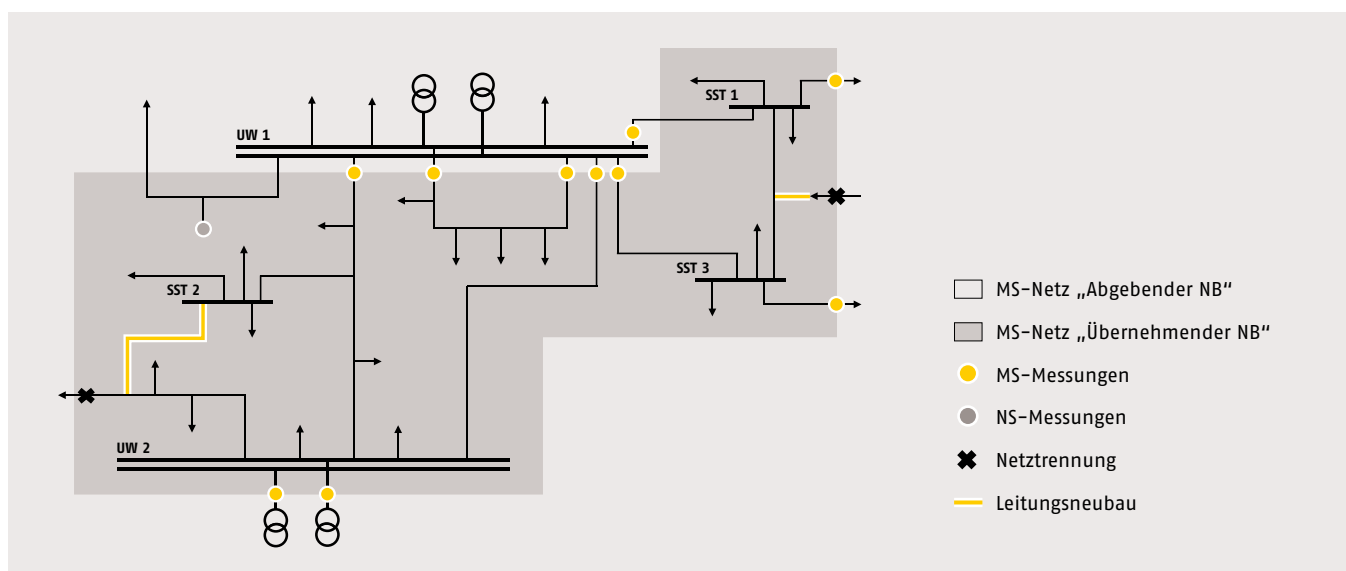 SST 1
UW 1
SST 3
SST 2
UW 2
MS-Netz „Abgebender NB“
MS-Netz „Übernehmender NB“
MS-Messungen
NS-Messungen
Netztrennung
Leitungsneubau